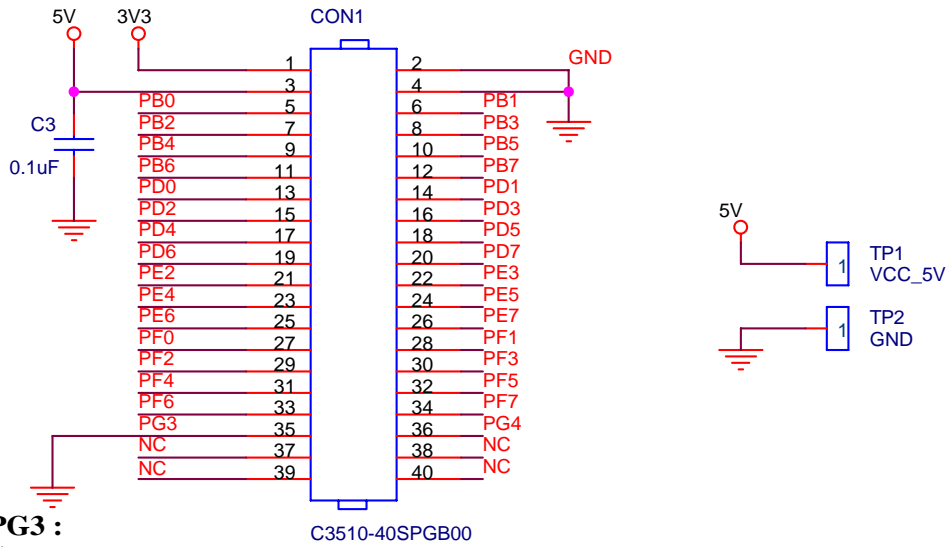 5V 3V3 CON1
1 2 GND
3 4
PB0 5 6 PB1
PB2 7 8 PB3
C3
PB4 9 10 PB5
0.1uF
PB6 11 12 PB7
PD0 13 14 PD1
PD2 15 16 PD3
PD4 17 18 PD5
PD6 19 20 PD7
PE2 21 22 PE3
PE4 23 24 PE5
PE6 25 26 PE7
PF0 27 28 PF1
PF2 29 30 PF3
PF4 31 32 PF5
PF6 33 34 PF7
PG3 35 36 PG4
NC 37 38 NC
NC 39 40 NC
C3510-40SPGB00
PG3 :
5V
1 TP1
VCC_5V
1 TP2
GND